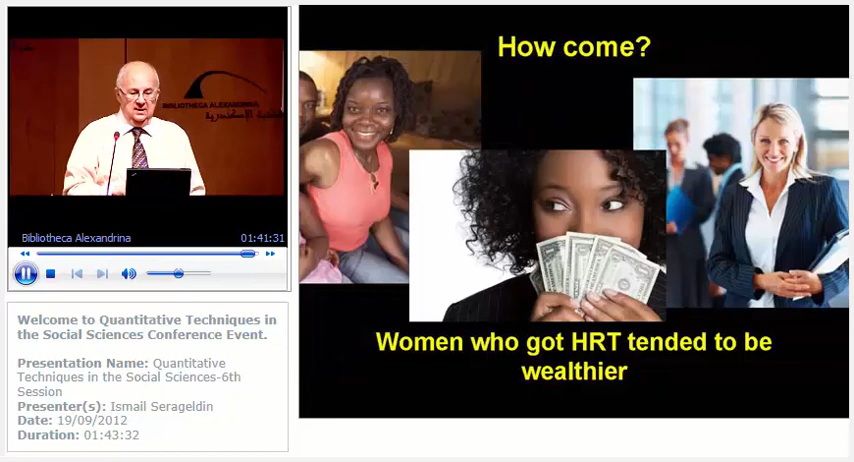 BIBLIOTHECA ALEXANDRINA
مكتبة الإسكندرية
Bibliotheca Alexandrina 01:41:31
Welcome to Quantitative Techniques in
the Social Sciences Conference Event.
Presentation Name: Quantitative
Techniques in the Social Sciences-6th
Session
Presenter(s): Ismail Serageldin
Date: 19/09/2012
Duration: 01:43:32
How come?
Women who got HRT tended to be
wealthier